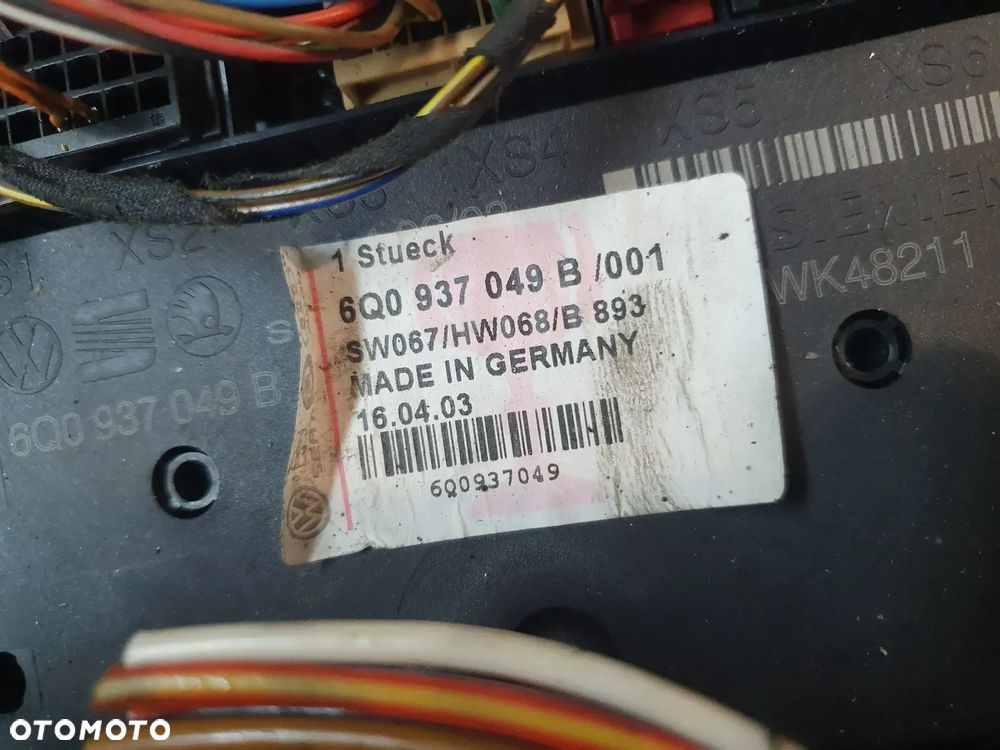 XS6
XS5
XS4
XS2
1 Stueck
6Q0 937 049 B /001
SW067/HW068/B 893
MADE IN GERMANY
16.04.03
6Q0937049
6Q0 937 049 B
WK48211
OTOMOTO